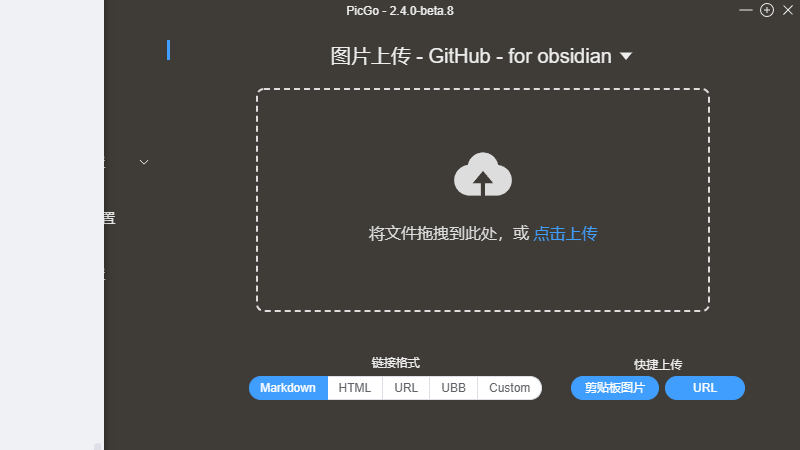 PicGo - 2.4.0-beta.8
图片上传 - GitHub - for obsidian
置
将文件拖拽到此处，或 点击上传
链接格式
快捷上传
Markdown HTML URL UBB Custom
剪贴板图片 URL